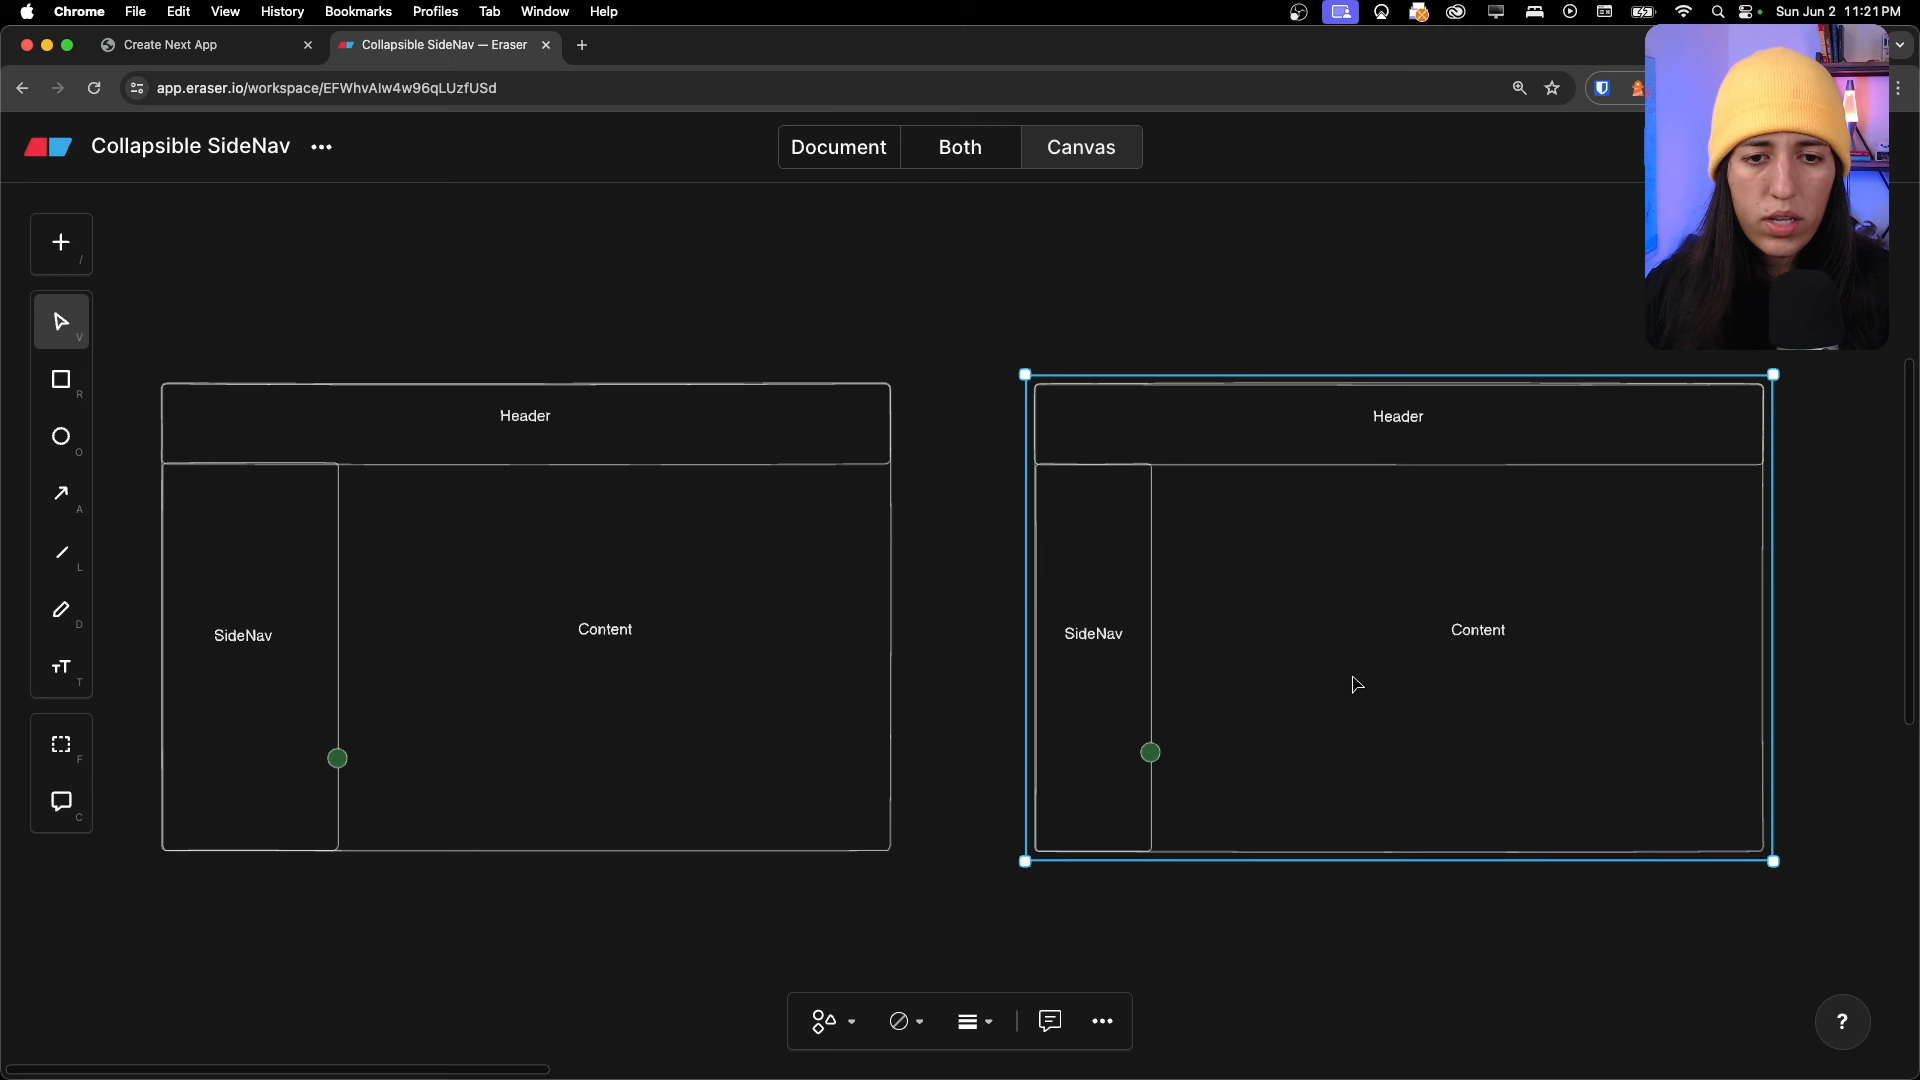 Chrome File Edit View History Bookmarks Profiles Tab Window Help Sun Jun 2 11:21 PM
Create Next App
Collapsible SideNav — Eraser
app.eraser.io/workspace/EFWhvAlw4w96qLUzfUSd
Collapsible SideNav
Document Both Canvas
/
V
R
O
A
L
D
T
F
C
Header
SideNav
Content
Header
SideNav
Content
?